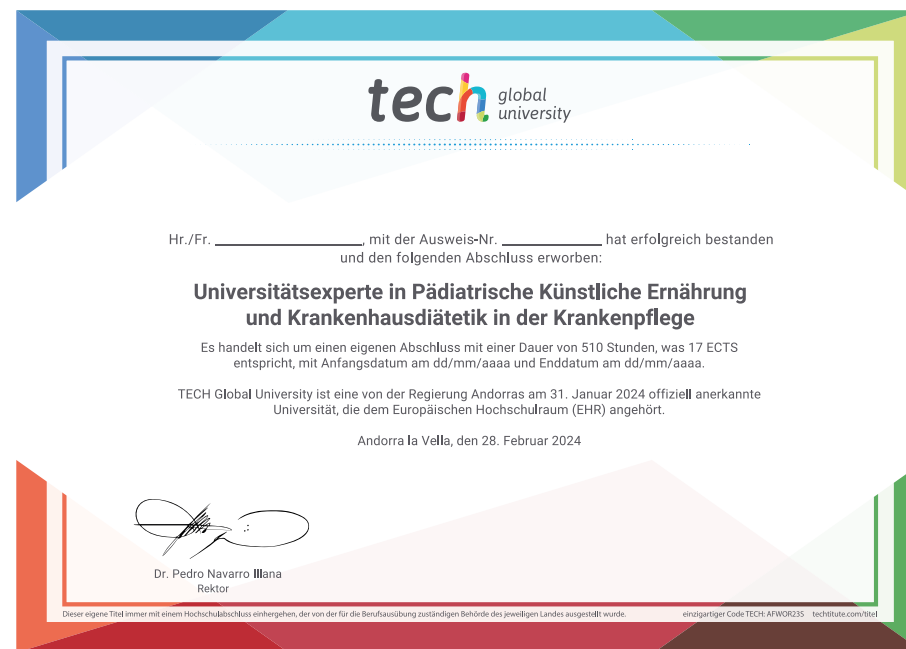 tech global university
Hr./Fr. ____________________, mit der Ausweis-Nr. ______________ hat erfolgreich bestanden
und den folgenden Abschluss erworben:
Universitätsexperte in Pädiatrische Künstliche Ernährung
und Krankenhausdiätetik in der Krankenpflege
Es handelt sich um einen eigenen Abschluss mit einer Dauer von 510 Stunden, was 17 ECTS
entspricht, mit Anfangsdatum am dd/mm/aaaa und Enddatum am dd/mm/aaaa.
TECH Global University ist eine von der Regierung Andorras am 31. Januar 2024 offiziell anerkannte
Universität, die dem Europäischen Hochschulraum (EHR) angehört.
Andorra la Vella, den 28. Februar 2024
Dr. Pedro Navarro Illana
Rektor
Dieser eigene Titel immer mit einem Hochschulabschluss einhergehen, der von der für die Berufsausübung zuständigen Behörde des jeweiligen Landes ausgestellt wurde. einzigartiger Code TECH: AFWOR23S techtitute.com/titel